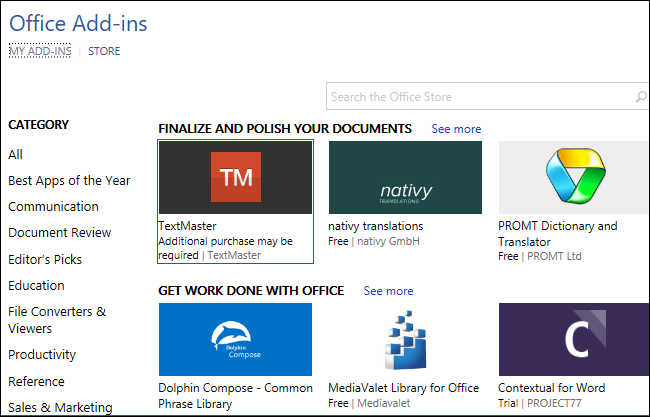 Office Add-ins
MY ADD-INS | STORE
Search the Office Store
CATEGORY
All
Best Apps of the Year
Communication
Document Review
Editor's Picks
Education
File Converters &
Viewers
Productivity
Reference
Sales & Marketing
FINALIZE AND POLISH YOUR DOCUMENTS See more
TM
TextMaster
Additional purchase may be
required | TextMaster
nativy
TRANSLATIONS
nativy translations
Free | nativy GmbH
PROMT Dictionary and
Translator
Free | PROMT Ltd
GET WORK DONE WITH OFFICE See more
Dolphin
Compose
Dolphin Compose - Common
Phrase Library
MediaValet Library for Office
Free | Mediavalet
C
Contextual for Word
Trial | PROJECT77